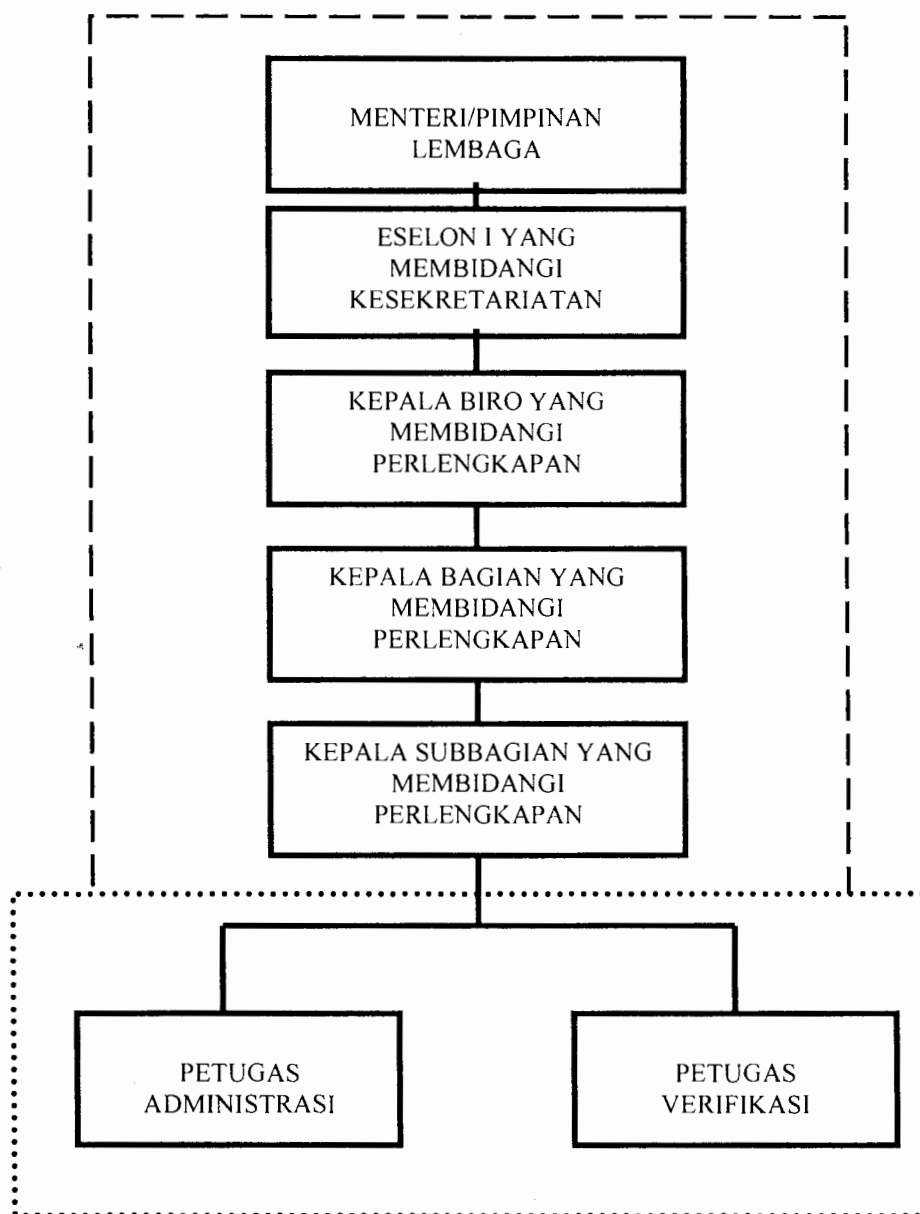 MENTERI/PIMPINAN
LEMBAGA
ESELON I YANG
MEMBIDANGI
KESEKRETARIATAN
KEPALA BIRO YANG
MEMBIDANGI
PERLENGKAPAN
KEPALA BAGIAN YANG
MEMBIDANGI
PERLENGKAPAN
KEPALA SUBBAGIAN YANG
MEMBIDANGI
PERLENGKAPAN
PETUGAS
ADMINISTRASI
PETUGAS
VERIFIKASI